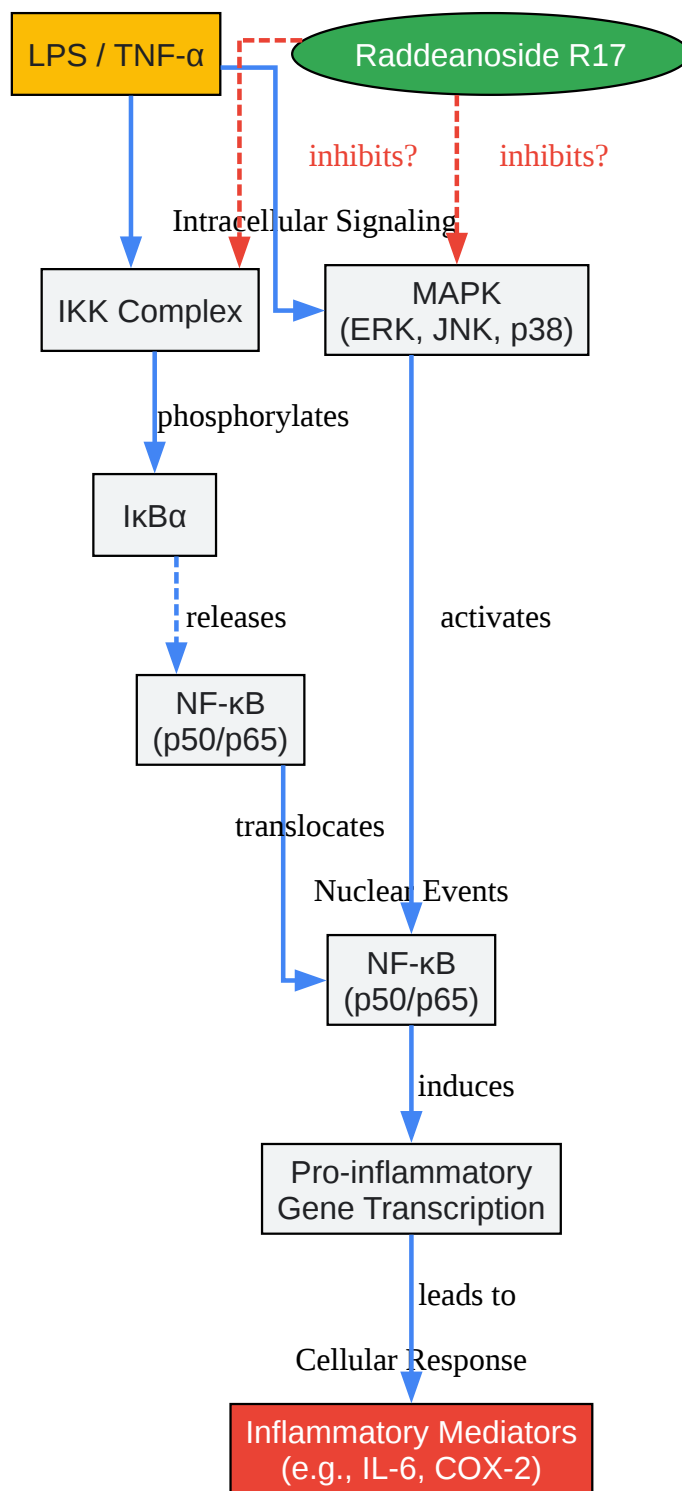 LPS / TNF-α
Raddeanoside R17
inhibits?
inhibits?
Intracellular Signaling
IKK Complex
MAPK
(ERK, JNK, p38)
phosphorylates
IκBα
releases
activates
NF-κB
(p50/p65)
translocates
Nuclear Events
NF-κB
(p50/p65)
induces
Pro-inflammatory
Gene Transcription
leads to
Cellular Response
Inflammatory Mediators
(e.g., IL-6, COX-2)